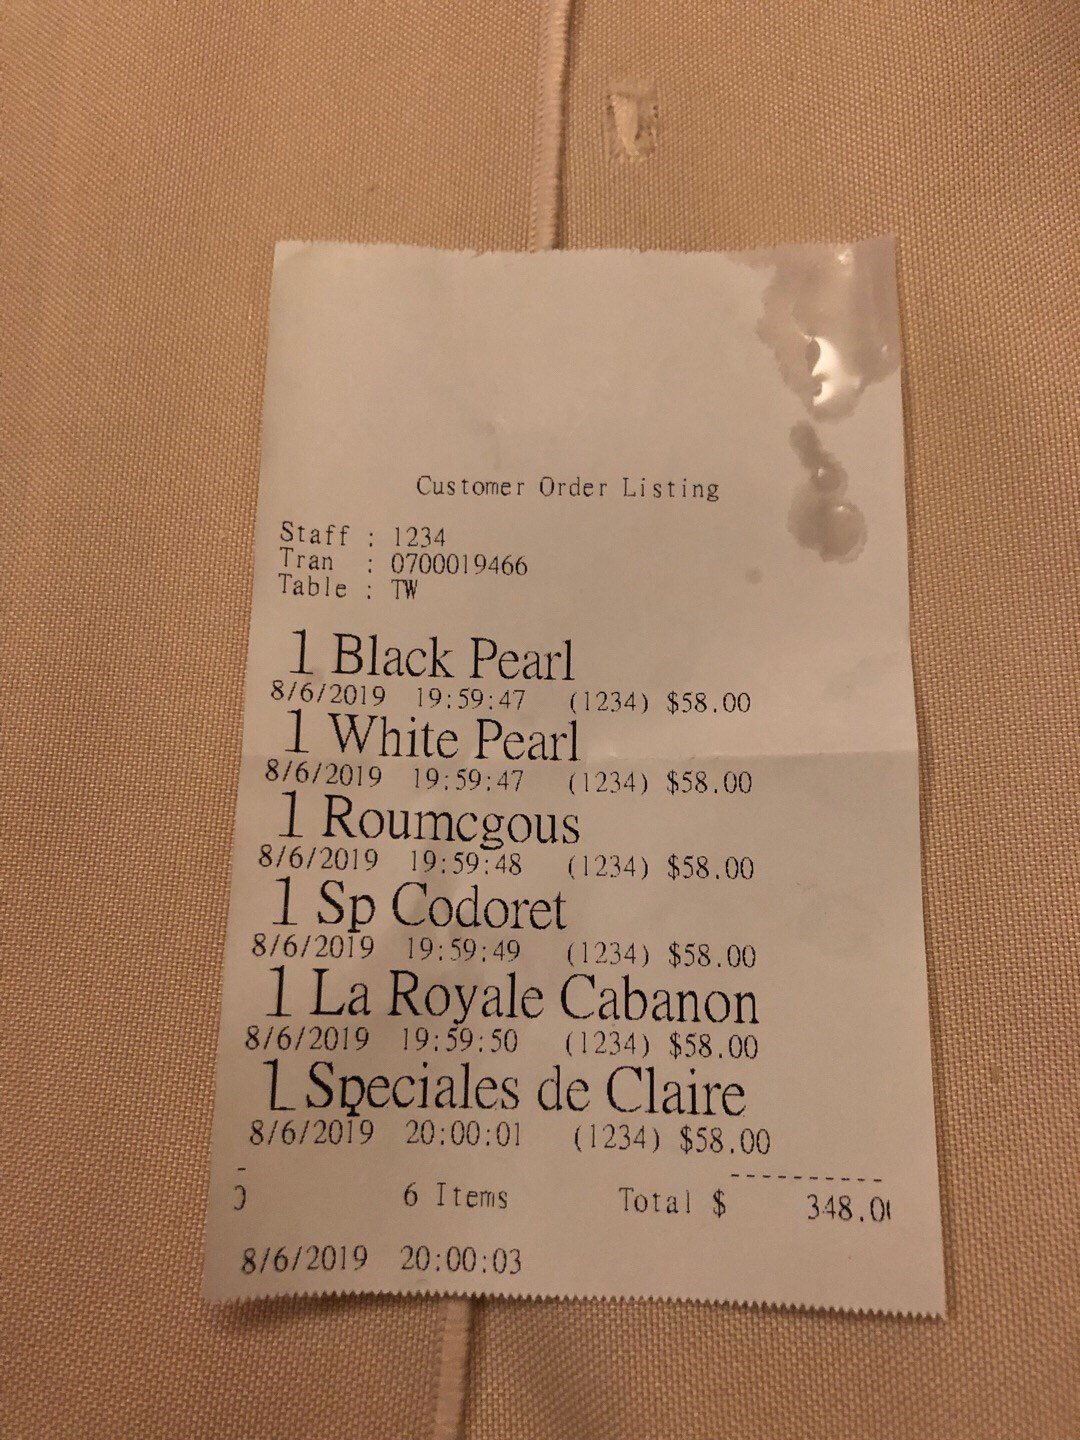 Customer Order Listing
Staff : 1234
Tran : 0700019466
Table : TW
1 Black Pearl
8/6/2019 19:59:47 (1234) $58.00
1 White Pearl
8/6/2019 19:59:47 (1234) $58.00
1 Roumcgous
8/6/2019 19:59:48 (1234) $58.00
1 Sp Codoret
8/6/2019 19:59:49 (1234) $58.00
1 La Royale Cabanon
8/6/2019 19:59:50 (1234) $58.00
1 Speciales de Claire
8/6/2019 20:00:01 (1234) $58.00
6 Items Total $ 348.0
8/6/2019 20:00:03